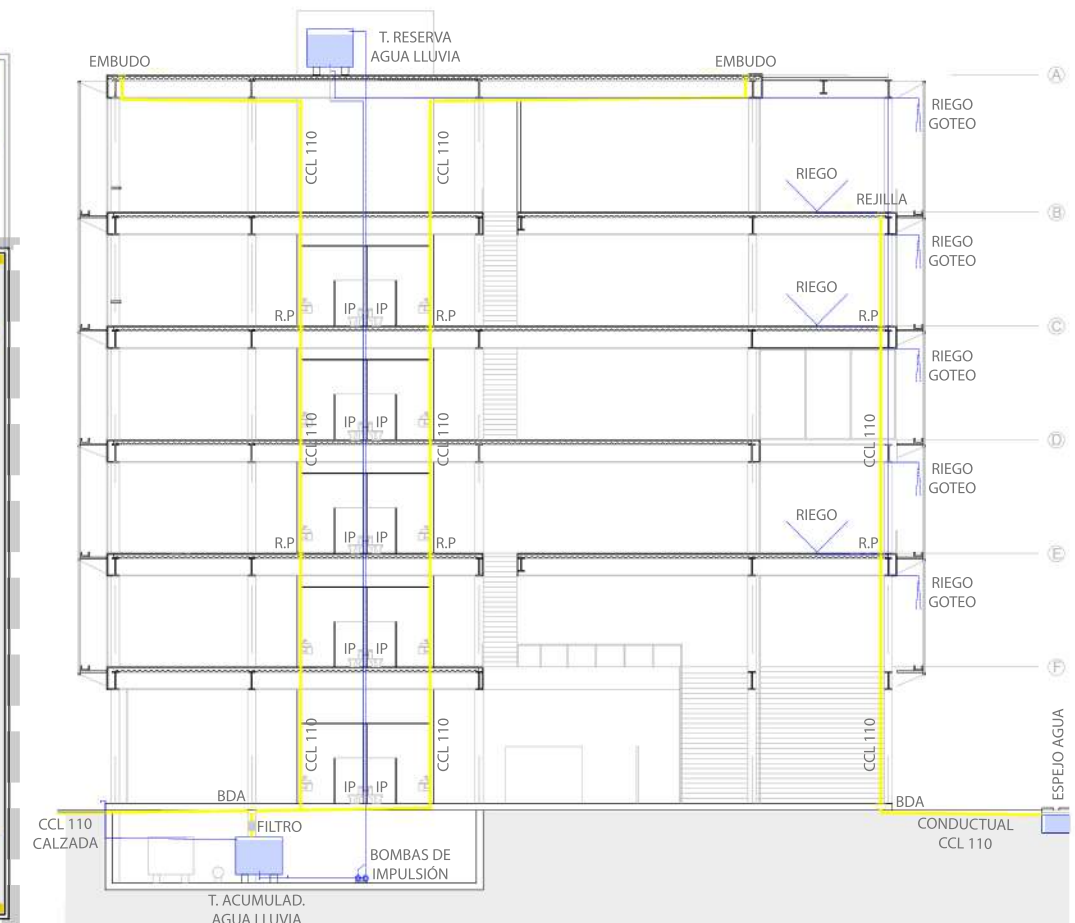 T. RESERVA
AGUA LLUVIA
EMBUDO
EMBUDO
A
RIEGO
GOTEO
CCL 110
CCL 110
RIEGO
REJILLA
B
RIEGO
GOTEO
RIEGO
R.P
IP
IP
R.P
R.P
C
RIEGO
GOTEO
IP
IP
CCL 110
CCL 110
CCL 110
D
RIEGO
GOTEO
RIEGO
R.P
IP
IP
R.P
R.P
E
RIEGO
GOTEO
IP
IP
F
CCL 110
CCL 110
CCL 110
ESPEJO AGUA
IP
IP
BDA
BDA
CCL 110
CALZADA
FILTRO
CONDUCTUAL
CCL 110
BOMBAS DE
IMPULSIÓN
T. ACUMULAD.
AGUA LLUVIA